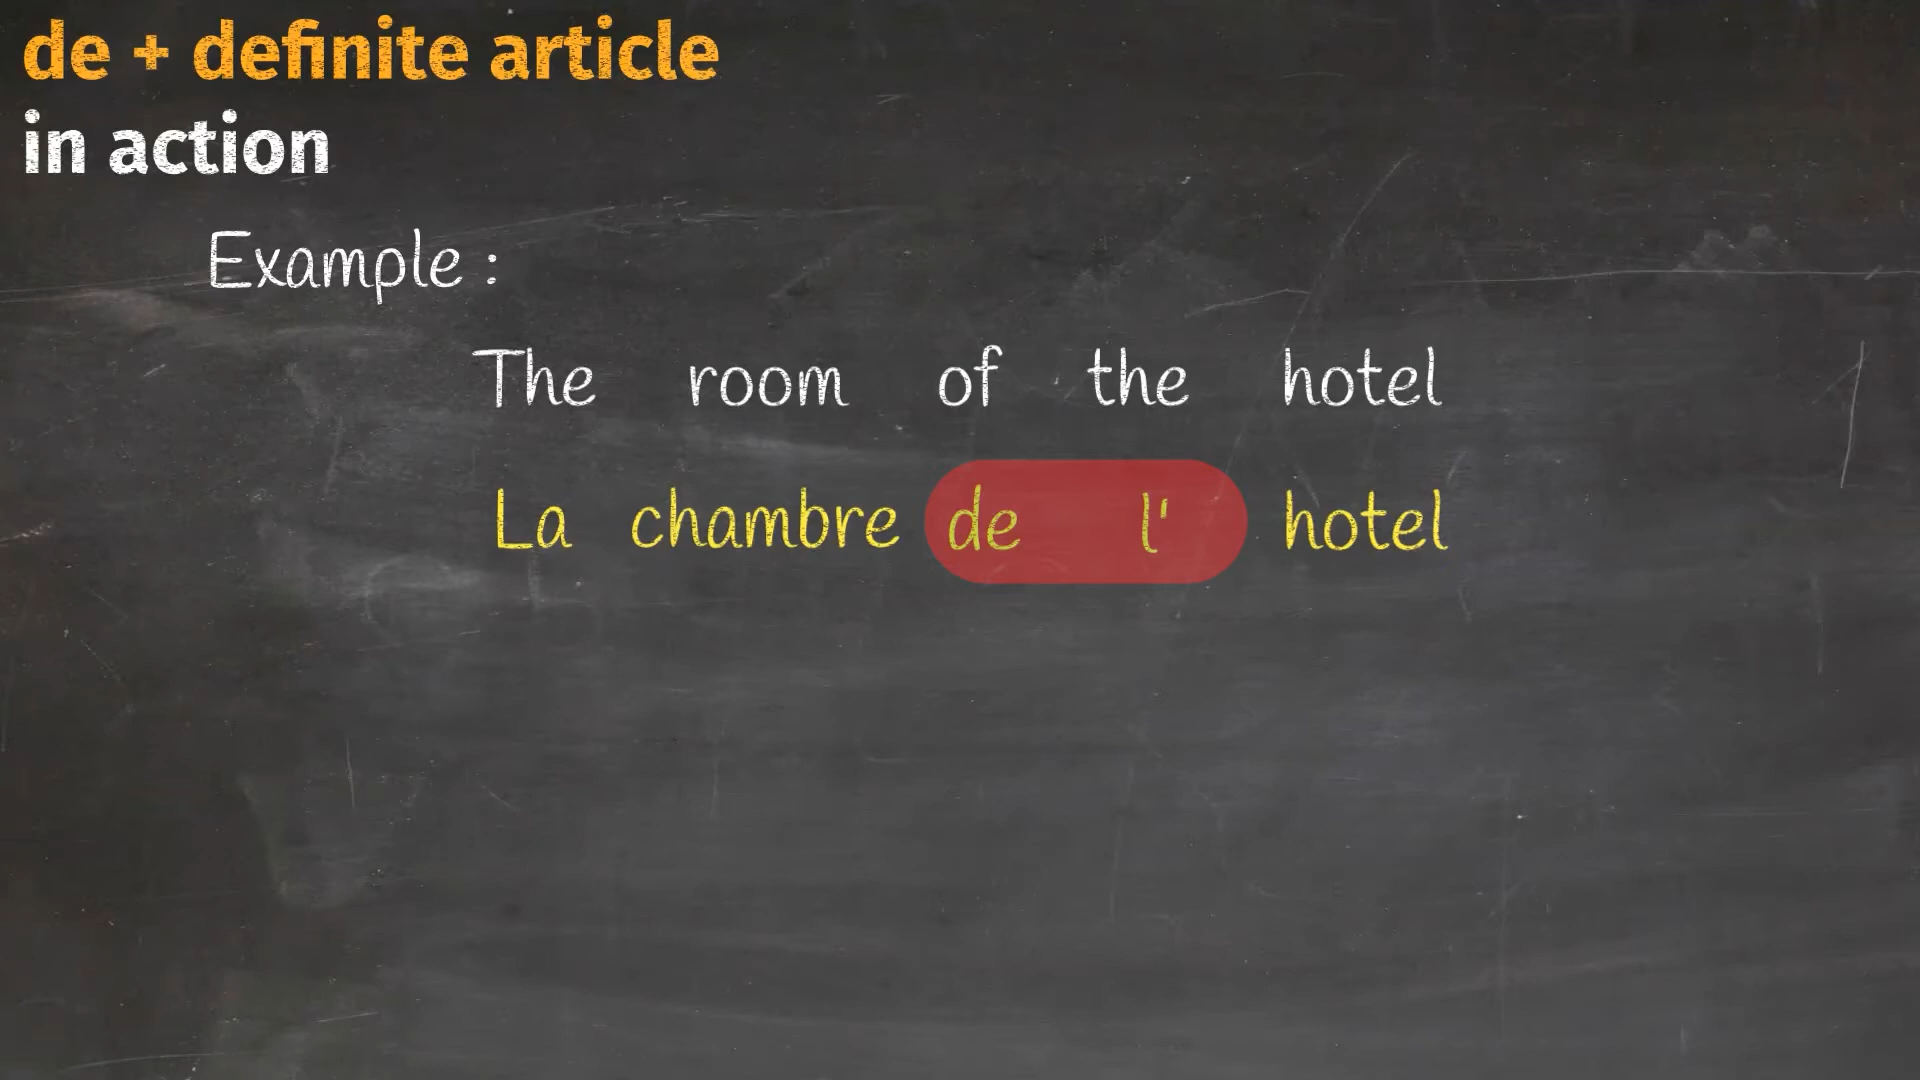 de + definite article
in action
Example :
The room of the hotel
La chambre de l' hotel